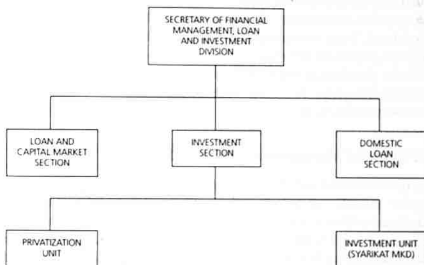 SECRETARY OF FINANCIAL
MANAGEMENT, LOAN
AND INVESTMENT
DIVISION
LOAN AND
CAPITAL MARKET
SECTION
INVESTMENT
SECTION
DOMESTIC
LOAN
SECTION
PRIVATIZATION
UNIT
INVESTMENT UNIT
(SYARIKAT MKD)